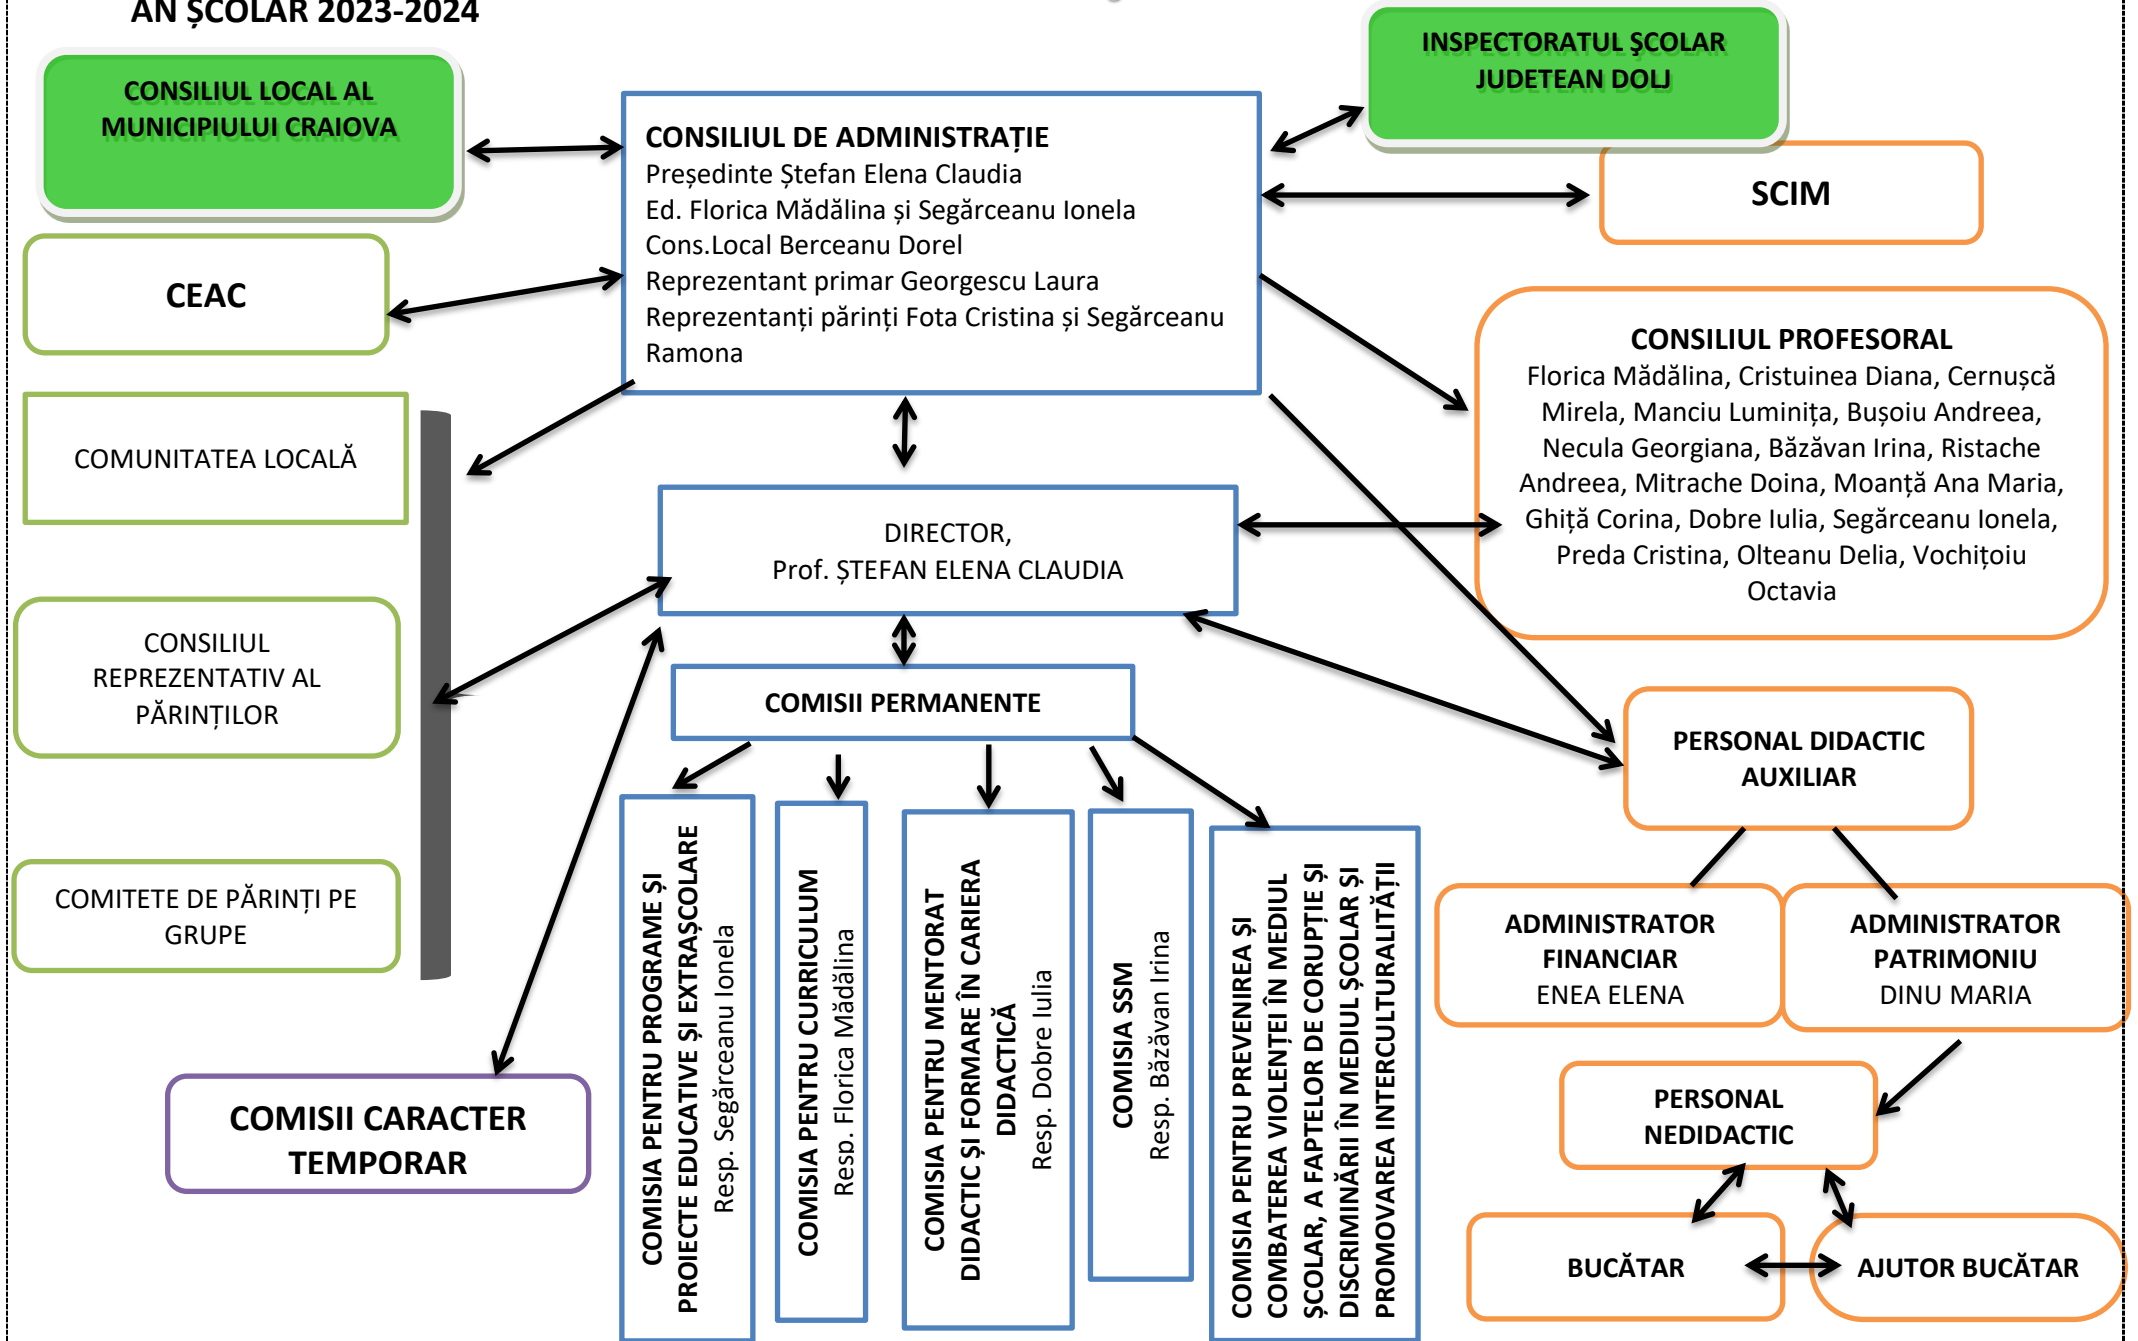 AN ȘCOLAR 2023-2024
CONSILIUL LOCAL AL
MUNICIPIULUI CRAIOVA
INSPECTORATUL ŞCOLAR
JUDETEAN DOLJ
CONSILIUL DE ADMINISTRAȚIE
Președinte Ștefan Elena Claudia
Ed. Florica Mădălina și Segărceanu Ionela
Cons.Local Berceanu Dorel
Reprezentant primar Georgescu Laura
Reprezentanți părinți Fota Cristina și Segărceanu
Ramona
SCIM
CEAC
CONSILIUL PROFESORAL
Florica Mădălina, Cristuinea Diana, Cernușcă
Mirela, Manciu Luminița, Bușoiu Andreea,
Necula Georgiana, Băzăvan Irina, Ristache
Andreea, Mitrache Doina, Moanță Ana Maria,
Ghiță Corina, Dobre Iulia, Segărceanu Ionela,
Preda Cristina, Olteanu Delia, Vochițoiu
Octavia
COMUNITATEA LOCALĂ
DIRECTOR,
Prof. ȘTEFAN ELENA CLAUDIA
CONSILIUL
REPREZENTATIV AL
PĂRINȚILOR
COMISII PERMANENTE
PERSONAL DIDACTIC
AUXILIAR
COMITETE DE PĂRINȚI PE
GRUPE
COMISIA PENTRU PROGRAME ȘI
PROIECTE EDUCATIVE ȘI EXTRAȘCOLARE
Resp. Segărceanu Ionela
COMISIA PENTRU CURRICULUM
Resp. Florica Mădălina
COMISIA PENTRU MENTORAT
DIDACTIC ȘI FORMARE ÎN CARIERA
DIDACTICĂ
Resp. Dobre Iulia
COMISIA SSM
Resp. Băzăvan Irina
COMISIA PENTRU PREVENIREA ȘI
COMBATEREA VIOLENȚEI ÎN MEDIUL
ȘCOLAR, A FAPTELOR DE CORUPȚIE ȘI
DISCRIMINĂRII ÎN MEDIUL ȘCOLAR ȘI
PROMOVAREA INTERCULTURALITĂȚII
ADMINISTRATOR
FINANCIAR
ENEA ELENA
ADMINISTRATOR
PATRIMONIU
DINU MARIA
COMISII CARACTER
TEMPORAR
PERSONAL
NEDIDACTIC
BUCĂTAR
AJUTOR BUCĂTAR